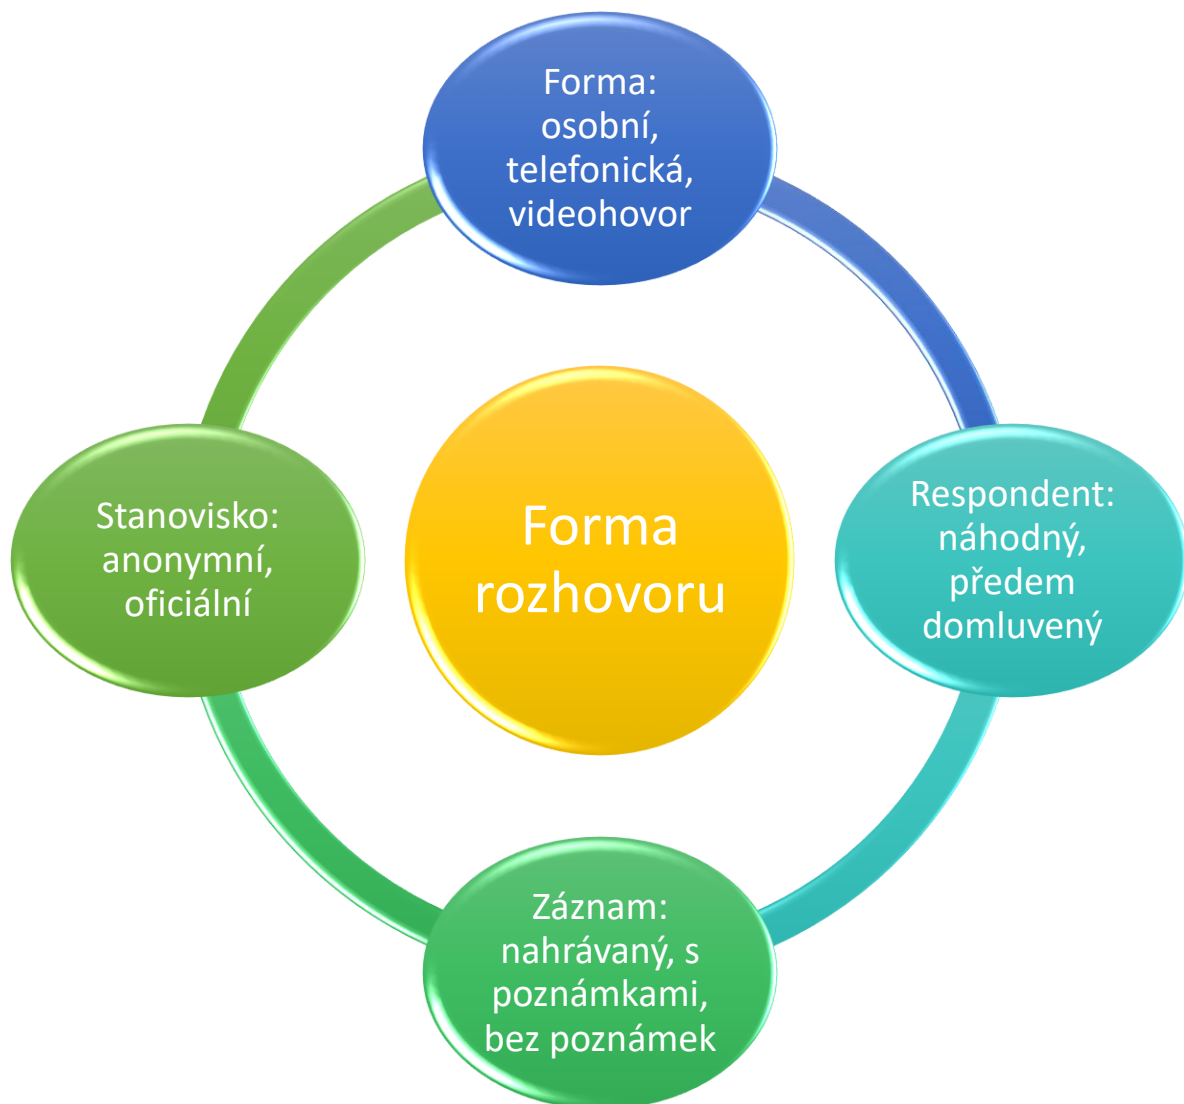 Forma:
osobní,
telefonická,
videohovor
Stanovisko:
anonymní,
oficiální
Forma
rozhovoru
Respondent:
náhodný,
předem
domluvený
Záznam:
nahrávaný, s
poznámkami,
bez poznámek